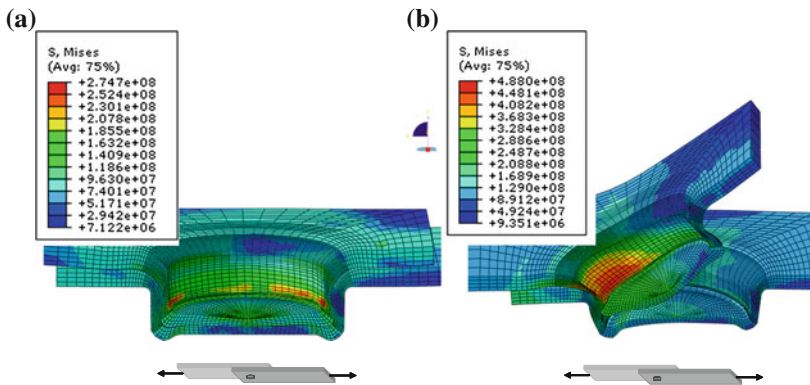 (a)
S, Mises
(Avg: 75%)
+2.747e+08
+2.524e+08
+2.301e+08
+2.078e+08
+1.855e+08
+1.632e+08
+1.409e+08
+1.186e+08
+9.630e+07
+7.401e+07
+5.171e+07
+2.942e+07
+7.122e+06
(b)
S, Mises
(Avg: 75%)
+4.880e+08
+4.481e+08
+4.082e+08
+3.683e+08
+3.284e+08
+2.886e+08
+2.487e+08
+2.088e+08
+1.689e+08
+1.290e+08
+8.912e+07
+4.924e+07
+9.351e+06